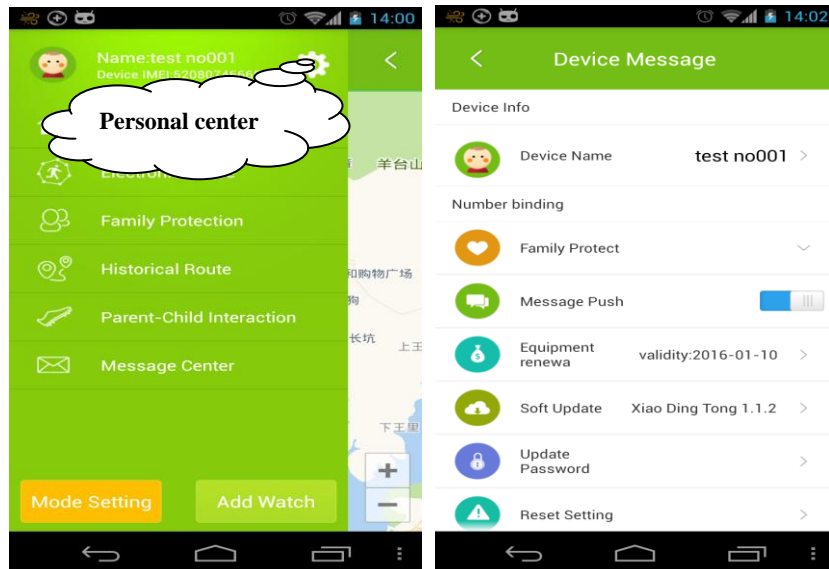 14:00
Name:test no001
Device IMEI:5208074666
Personal center
羊台山
Family Protection
Historical Route
和购物广场
狗
Parent-Child Interaction
长坑
上王
Message Center
下王里
Mode Setting
Add Watch
14:02
Device Message
Device Info
Device Name
test no001
Number binding
Family Protect
Message Push
Equipment
renewa
validity:2016-01-10
Soft Update
Xiao Ding Tong 1.1.2
Update
Password
Reset Setting